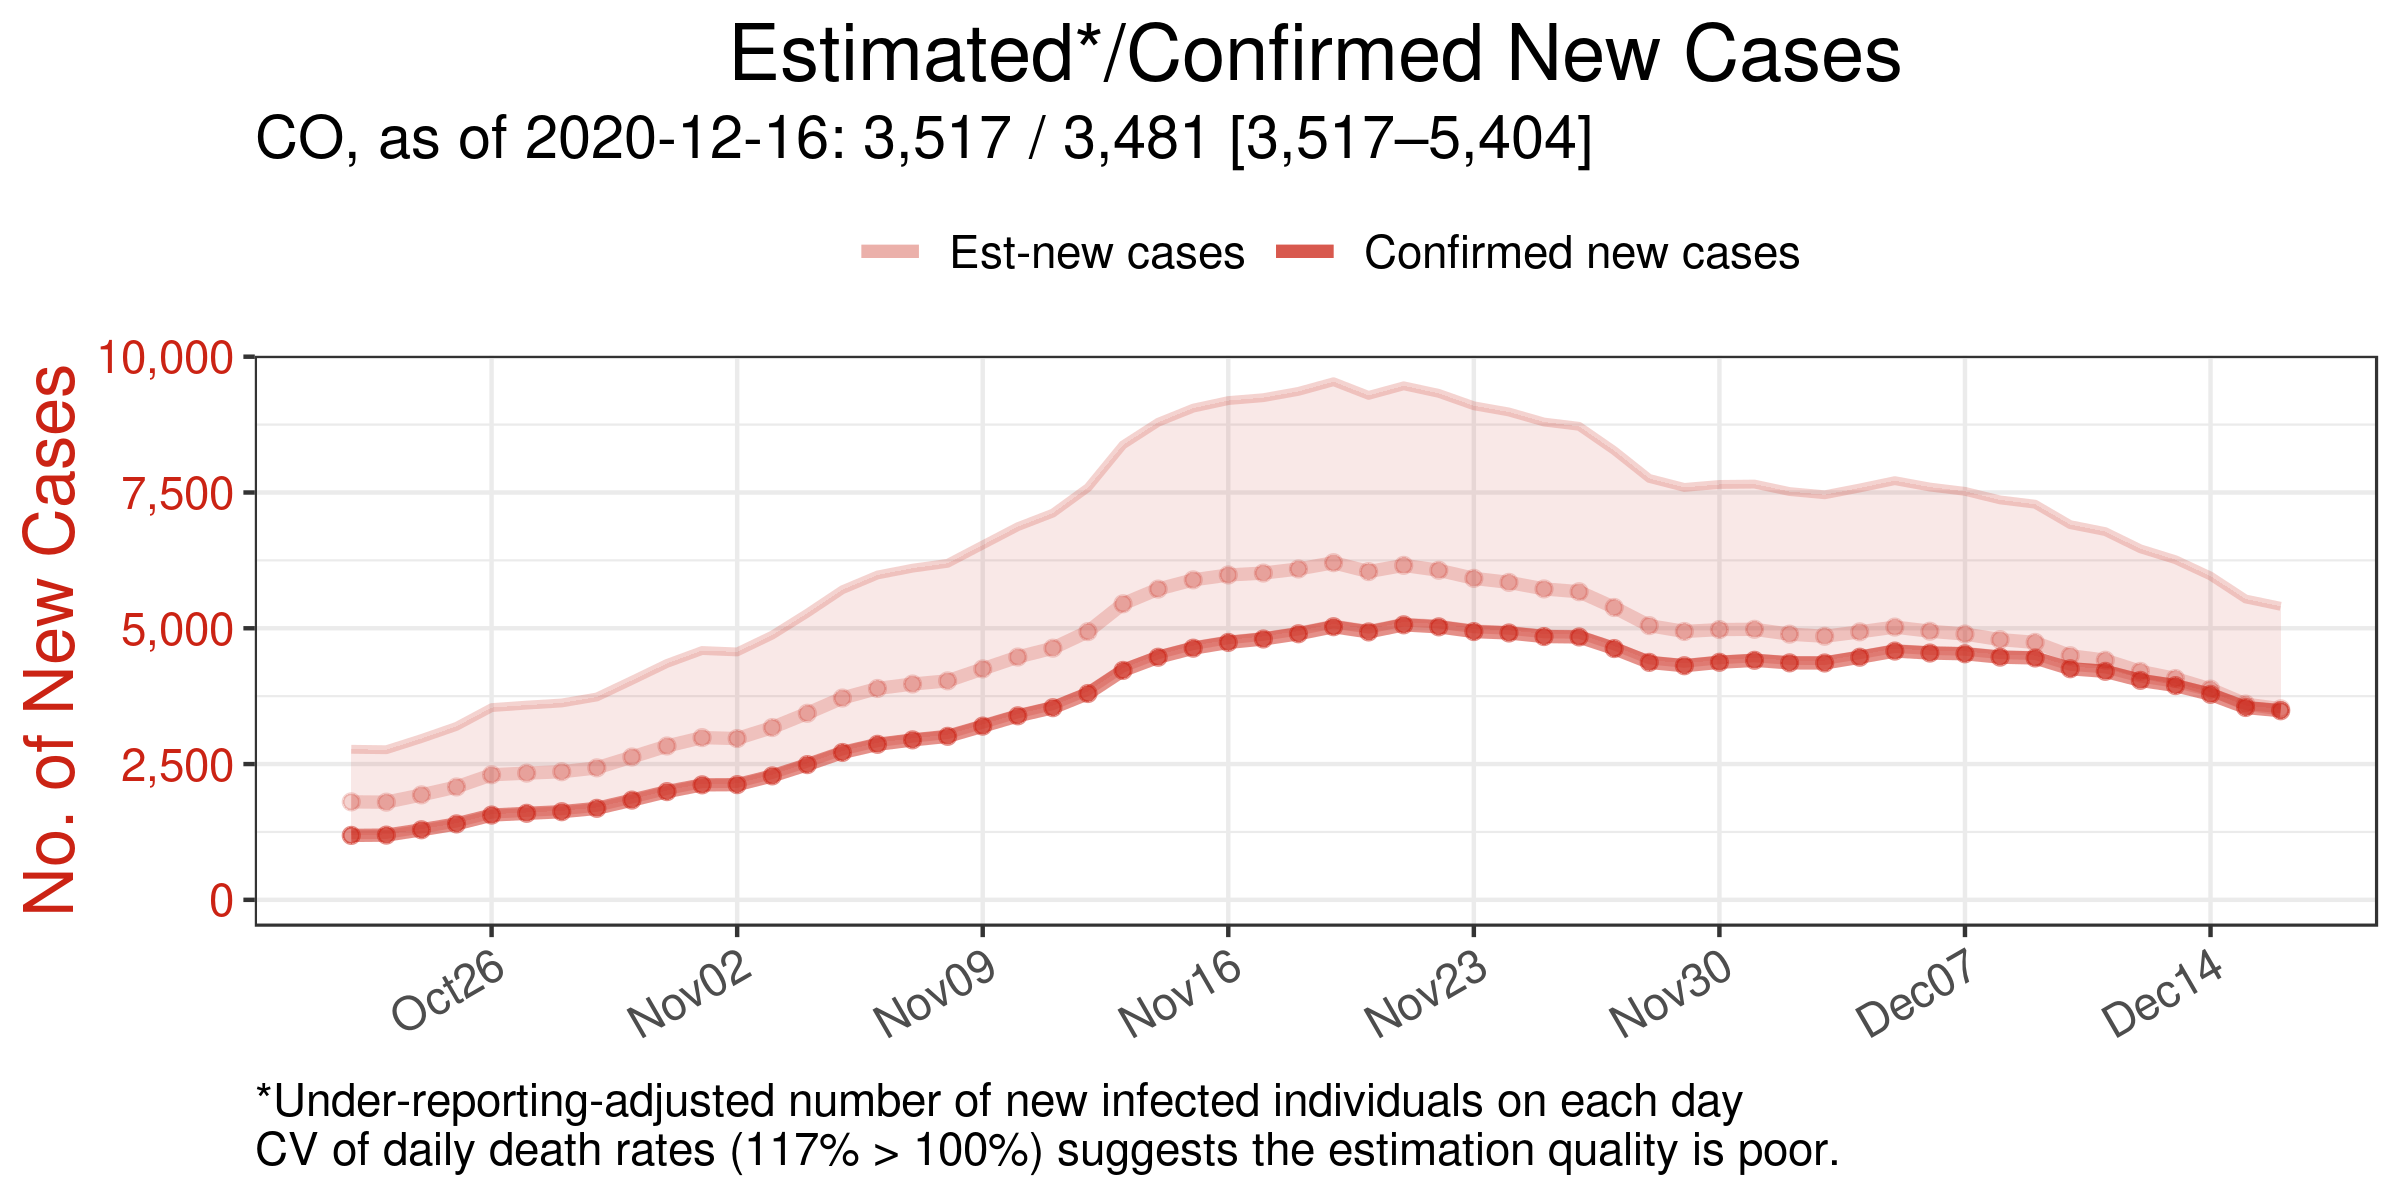 Estimated*/Confirmed New Cases
CO, as of 2020-12-16: 3,517 / 3,481 [3,517–5,404]
Est-new cases
Confirmed new cases
No. of New Cases
10,000
7,500
5,000
2,500
0
Oct26
Nov02
Nov09
Nov16
Nov23
Nov30
Dec07
Dec14
*Under-reporting-adjusted number of new infected individuals on each day
CV of daily death rates (117% > 100%) suggests the estimation quality is poor.